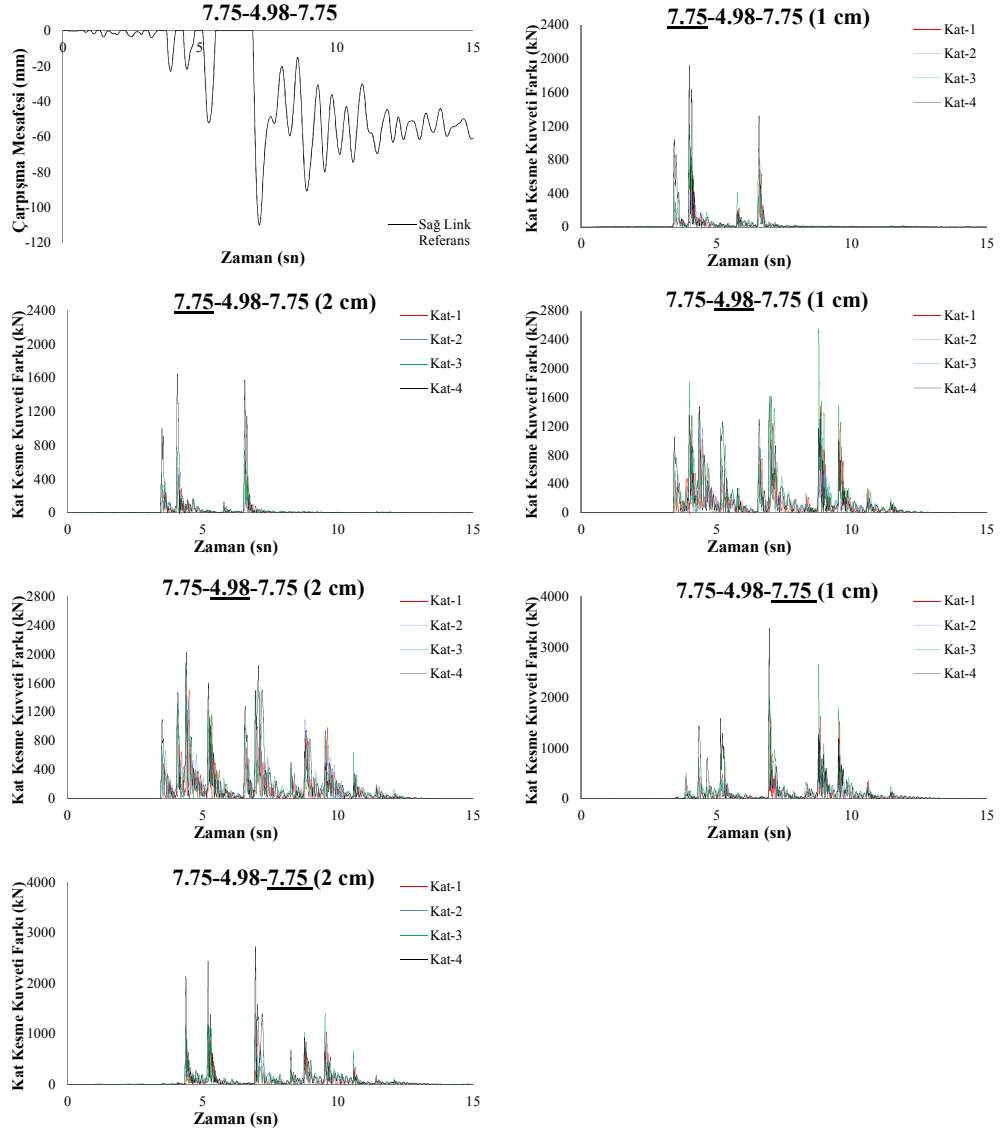 7.75-4.98-7.75
Çarpışma Mesafesi (mm)
0
-20
-40
-60
-80
-100
-120
0
5
10
15
Sağ Link
Referans
Zaman (sn)
7.75-4.98-7.75 (1 cm)
Kat Kesme Kuvveti Farkı (kN)
2400
2000
1600
1200
800
400
0
0
5
10
15
Kat-1
Kat-2
Kat-3
Kat-4
Zaman (sn)
7.75-4.98-7.75 (2 cm)
Kat Kesme Kuvveti Farkı (kN)
2400
2000
1600
1200
800
400
0
0
5
10
15
Kat-1
Kat-2
Kat-3
Kat-4
Zaman (sn)
7.75-4.98-7.75 (1 cm)
Kat Kesme Kuvveti Farkı (kN)
2800
2400
2000
1600
1200
800
400
0
0
5
10
15
Kat-1
Kat-2
Kat-3
Kat-4
Zaman (sn)
7.75-4.98-7.75 (2 cm)
Kat Kesme Kuvveti Farkı (kN)
2800
2400
2000
1600
1200
800
400
0
0
5
10
15
Kat-1
Kat-2
Kat-3
Kat-4
Zaman (sn)
7.75-4.98-7.75 (1 cm)
Kat Kesme Kuvveti Farkı (kN)
4000
3000
2000
1000
0
0
5
10
15
Kat-1
Kat-2
Kat-3
Kat-4
Zaman (sn)
7.75-4.98-7.75 (2 cm)
Kat Kesme Kuvveti Farkı (kN)
4000
3000
2000
1000
0
0
5
10
15
Kat-1
Kat-2
Kat-3
Kat-4
Zaman (sn)